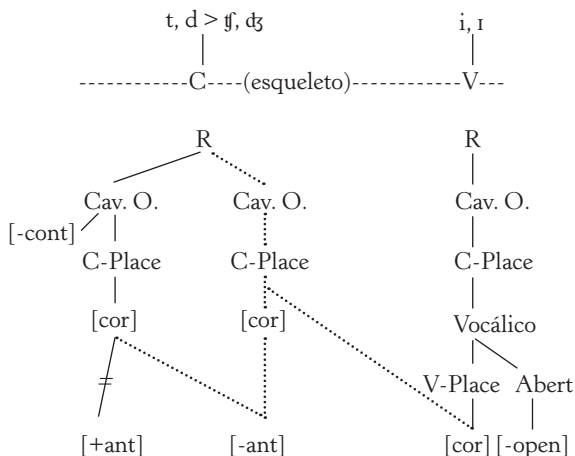 t, d > ʧ, ʤ i, ɪ
--------------C----(esqueleto)--------------V---
R R
Cav. O. Cav. O. Cav. O.
[-cont]
C-Place C-Place C-Place
[cor] [cor] Vocálico
V-Place Abert
[+ant] [-ant] [cor] [-open]